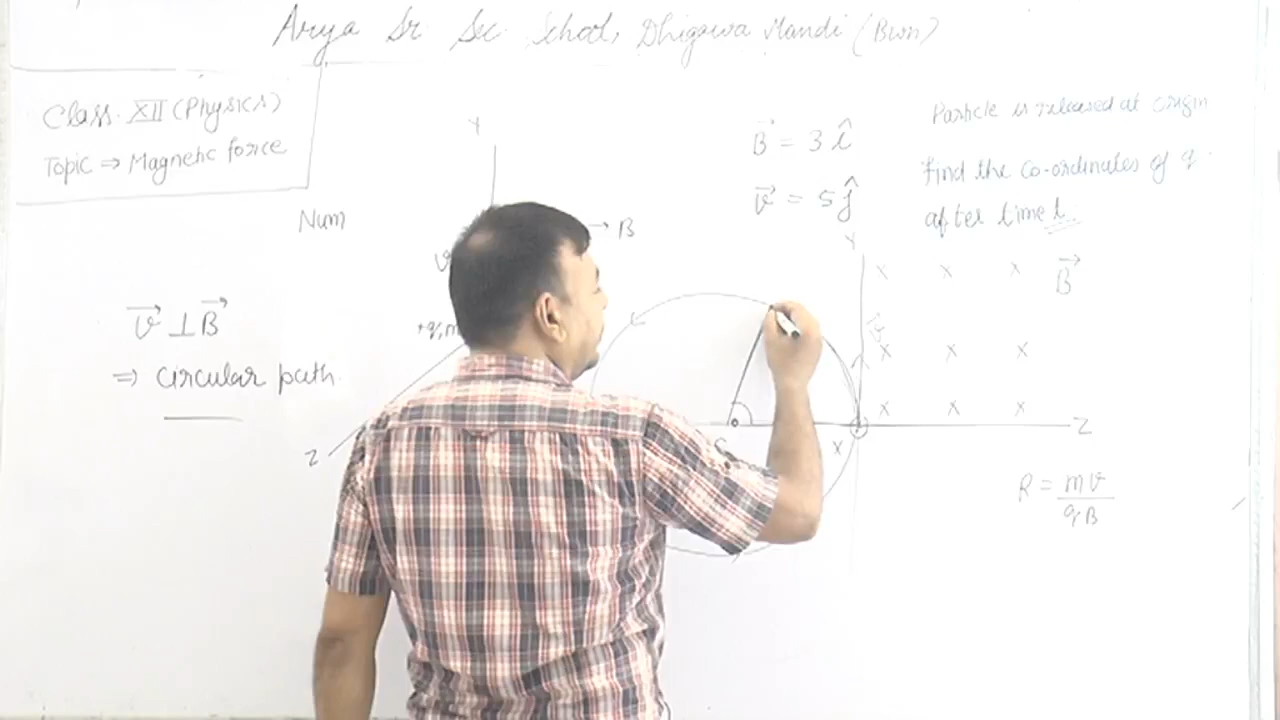 Arya Sr Sec School, Dhigawa Mandi (Bwn)
Class. XII (Physics)
Topic ⇒ Magnetic force
Num
Y
→ B
+q,m
Z
v⃗ ⊥ B⃗
⇒ circular path.
B⃗ = 3 î
v⃗ = 5 ĵ
Particle is released at origin
Find the co-ordinates of q
after time t.
Y
x x x B⃗
x x x
x x x
Z
C
X
R = mv/qB